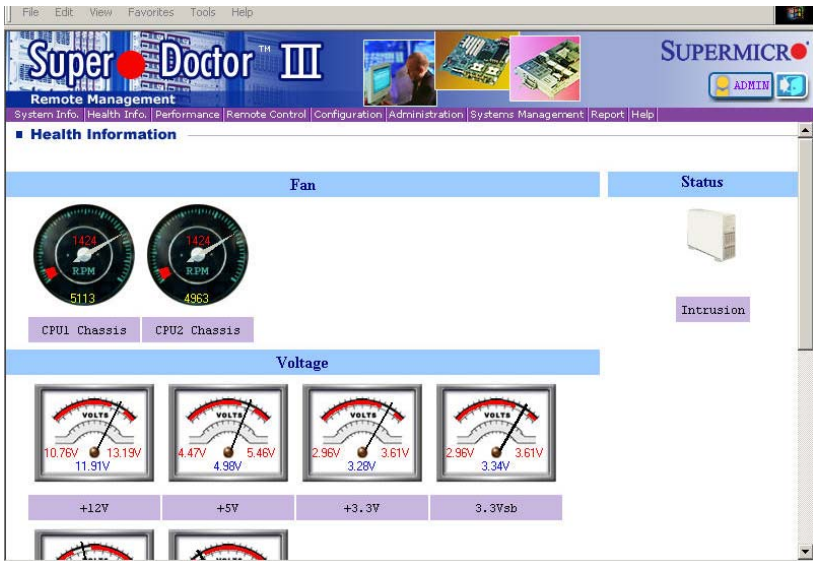 File Edit View Favorites Tools Help
Super Doctor™ III
SUPERMICR
Remote Management
ADMIN
System Info. Health Info. Performance Remote Control Configuration Administration Systems Management Report Help
Health Information
Fan
Status
1424
RPM
5113
1424
RPM
4963
CPU1 Chassis
CPU2 Chassis
Intrusion
Voltage
VOLTS
10.76V 13.19V
11.91V
VOLTS
4.47V 5.46V
4.98V
VOLTS
2.96V 3.61V
3.28V
VOLTS
2.96V 3.61V
3.34V
+12V
+5V
+3.3V
3.3Vsb